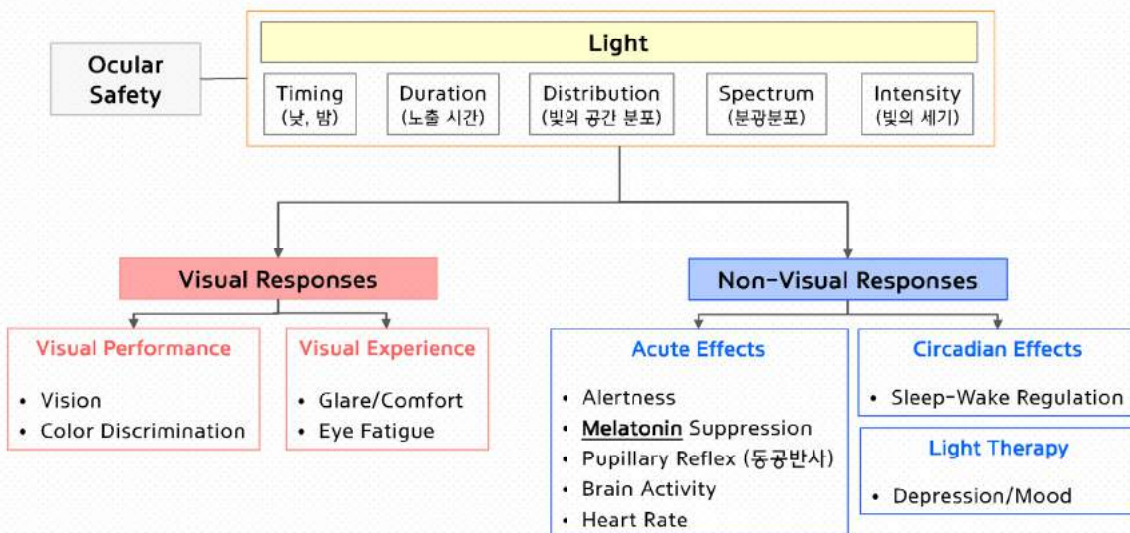 Ocular
Safety
Light
Timing
(낮, 밤)
Duration
(노출 시간)
Distribution
(빛의 공간 분포)
Spectrum
(분광분포)
Intensity
(빛의 세기)
Visual Responses
Visual Performance
• Vision
• Color Discrimination
Visual Experience
• Glare/Comfort
• Eye Fatigue
Non-Visual Responses
Acute Effects
• Alertness
• Melatonin Suppression
• Pupillary Reflex (동공반사)
• Brain Activity
• Heart Rate
Circadian Effects
• Sleep-Wake Regulation
Light Therapy
• Depression/Mood